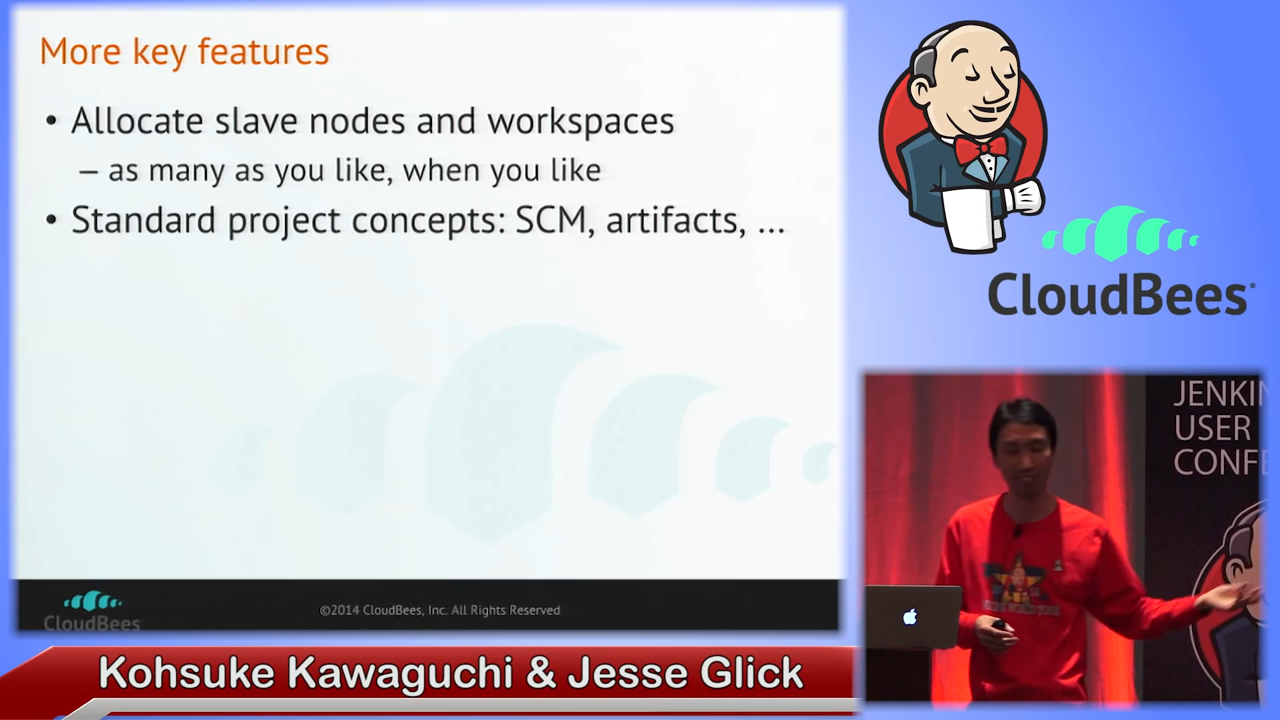 More key features
• Allocate slave nodes and workspaces
– as many as you like, when you like
• Standard project concepts: SCM, artifacts, ...
CloudBees
©2014 CloudBees, Inc. All Rights Reserved
CloudBees
JENKIN
USER
CONFE
Kohsuke Kawaguchi & Jesse Glick